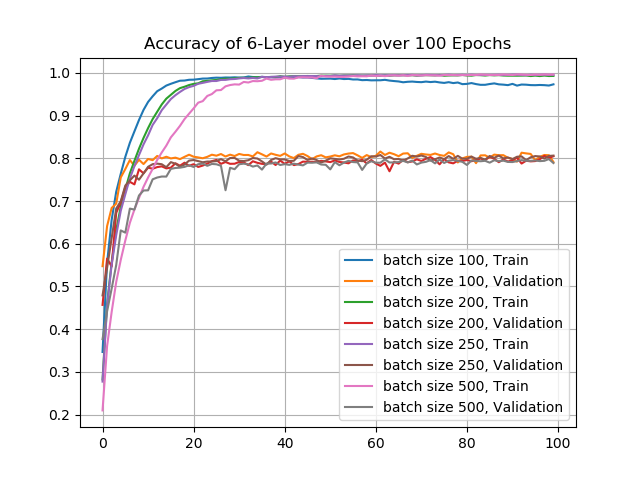 Accuracy of 6-Layer model over 100 Epochs
1.0
0.9
0.8
0.7
0.6
0.5
0.4
0.3
0.2
batch size 100, Train
batch size 100, Validation
batch size 200, Train
batch size 200, Validation
batch size 250, Train
batch size 250, Validation
batch size 500, Train
batch size 500, Validation
0 20 40 60 80 100